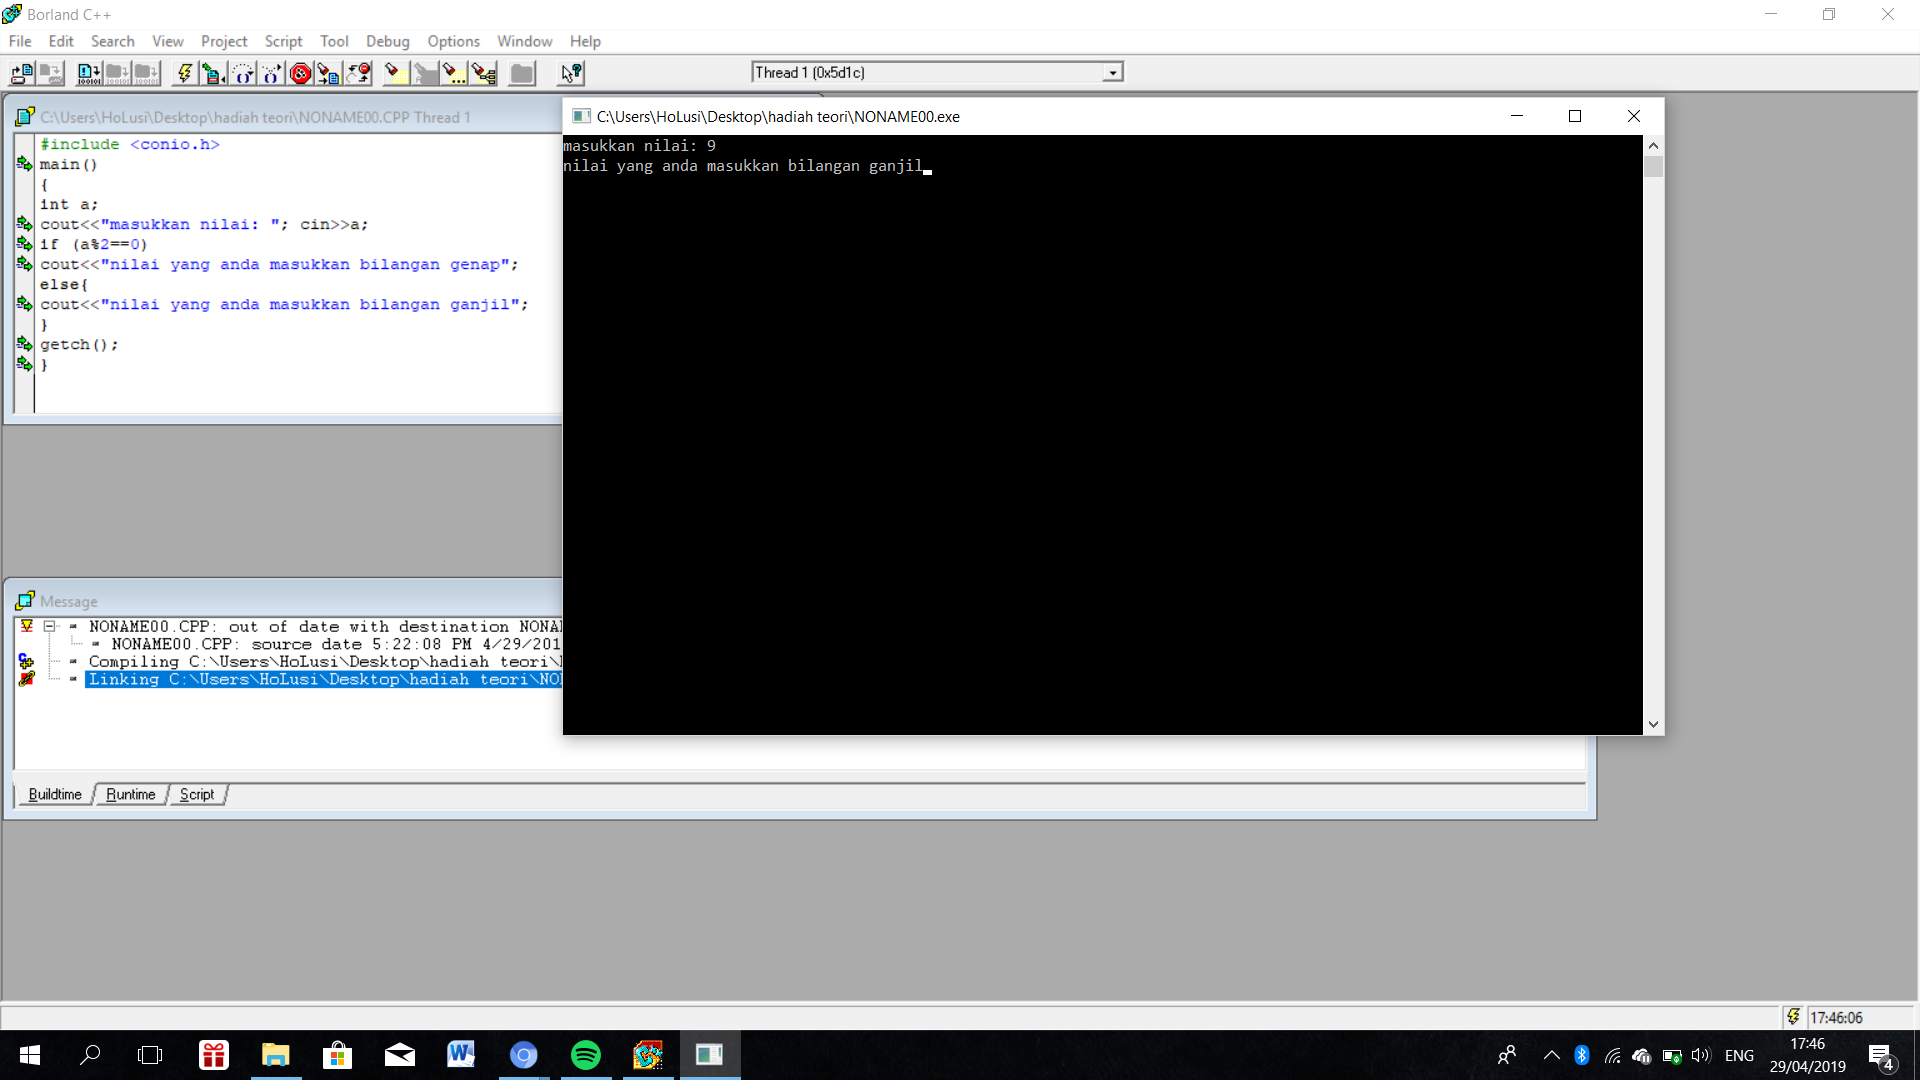 Borland C++
File Edit Search View Project Script Tool Debug Options Window Help
Thread 1 (0x5d1c)
C:\Users\HoLusi\Desktop\hadiah teori\NONAME00.CPP Thread 1
#include <conio.h>
main()
{
int a;
cout<<"masukkan nilai: "; cin>>a;
if (a%2==0)
cout<<"nilai yang anda masukkan bilangan genap";
else{
cout<<"nilai yang anda masukkan bilangan ganjil";
}
getch();
}
C:\Users\HoLusi\Desktop\hadiah teori\NONAME00.exe
masukkan nilai: 9
nilai yang anda masukkan bilangan ganjil
Message
NONAME00.CPP: out of date with destination NONA
NONAME00.CPP: source date 5:22:08 PM 4/29/201
Compiling C:\Users\HoLusi\Desktop\hadiah teori\
Linking C:\Users\HoLusi\Desktop\hadiah teori\NO
Buildtime Runtime Script
17:46:06
ENG
17:46
29/04/2019
4